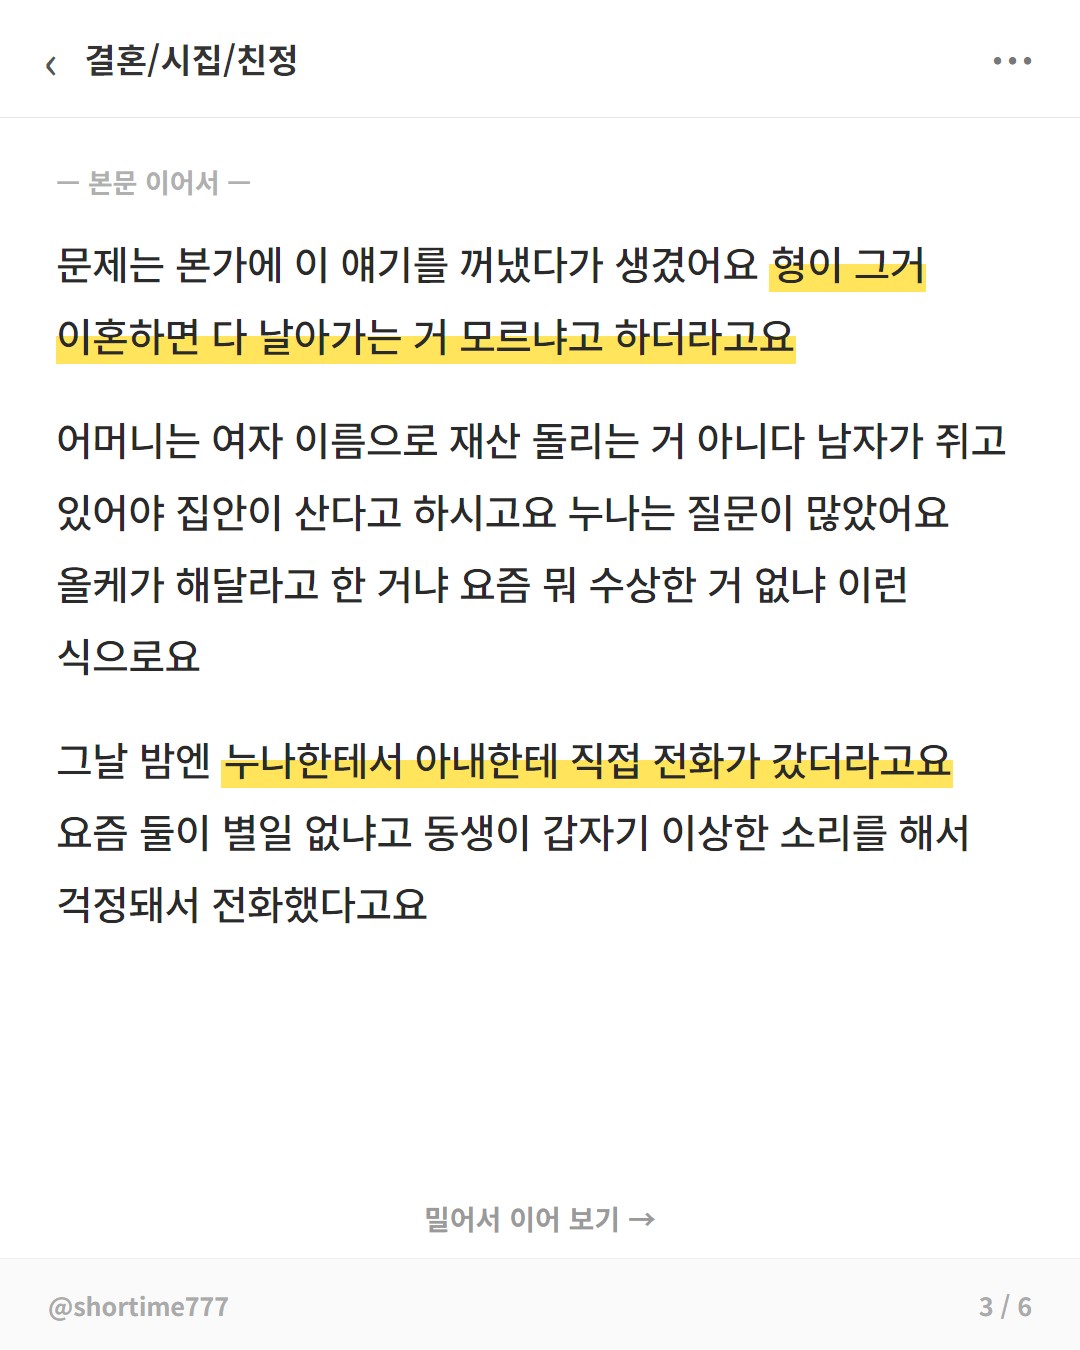 ‹ 결혼/시집/친정 •••
— 본문 이어서 —
문제는 본가에 이 얘기를 꺼냈다가 생겼어요 형이 그거
이혼하면 다 날아가는 거 모르냐고 하더라고요
어머니는 여자 이름으로 재산 돌리는 거 아니다 남자가 쥐고
있어야 집안이 산다고 하시고요 누나는 질문이 많았어요
올케가 해달라고 한 거냐 요즘 뭐 수상한 거 없냐 이런
식으로요
그날 밤엔 누나한테서 아내한테 직접 전화가 갔더라고요
요즘 둘이 별일 없냐고 동생이 갑자기 이상한 소리를 해서
걱정돼서 전화했다고요
밀어서 이어 보기 →
@shortime777 3 / 6